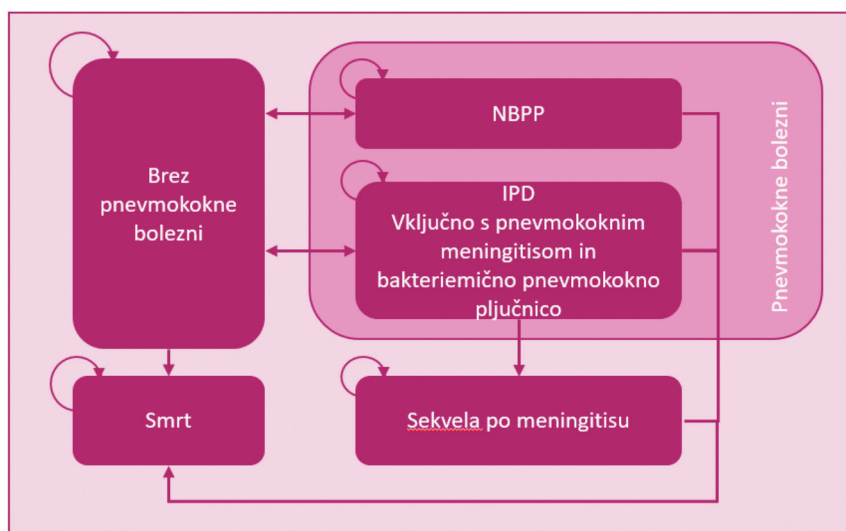 Brez
pnevmokokne
bolezni
NBPP
IPD
Vključno s pnevmokoknim
meningitisom in
bakteriemično pnevmokokno
pljučnico
Pnevmokokne bolezni
Smrt
Sekvela po meningitisu